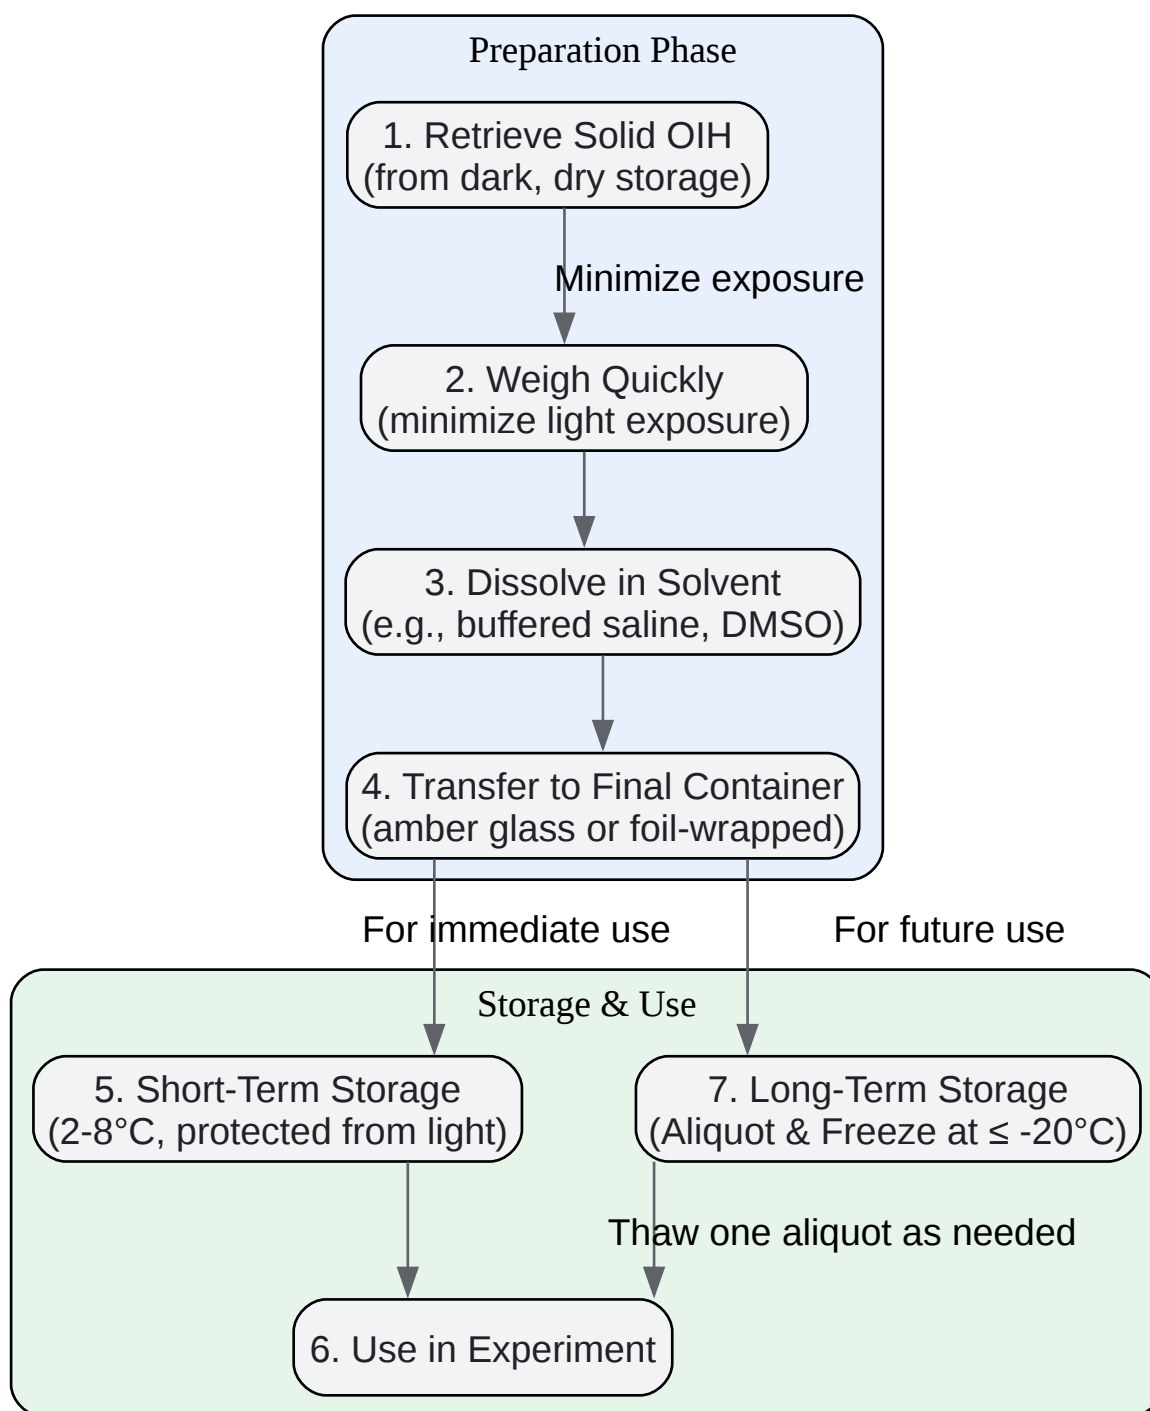 Preparation Phase
1. Retrieve Solid OIH
(from dark, dry storage)
Minimize exposure
2. Weigh Quickly
(minimize light exposure)
3. Dissolve in Solvent
(e.g., buffered saline, DMSO)
4. Transfer to Final Container
(amber glass or foil-wrapped)
For immediate use
For future use
Storage & Use
5. Short-Term Storage
(2-8°C, protected from light)
7. Long-Term Storage
(Aliquot & Freeze at ≤ -20°C)
Thaw one aliquot as needed
6. Use in Experiment